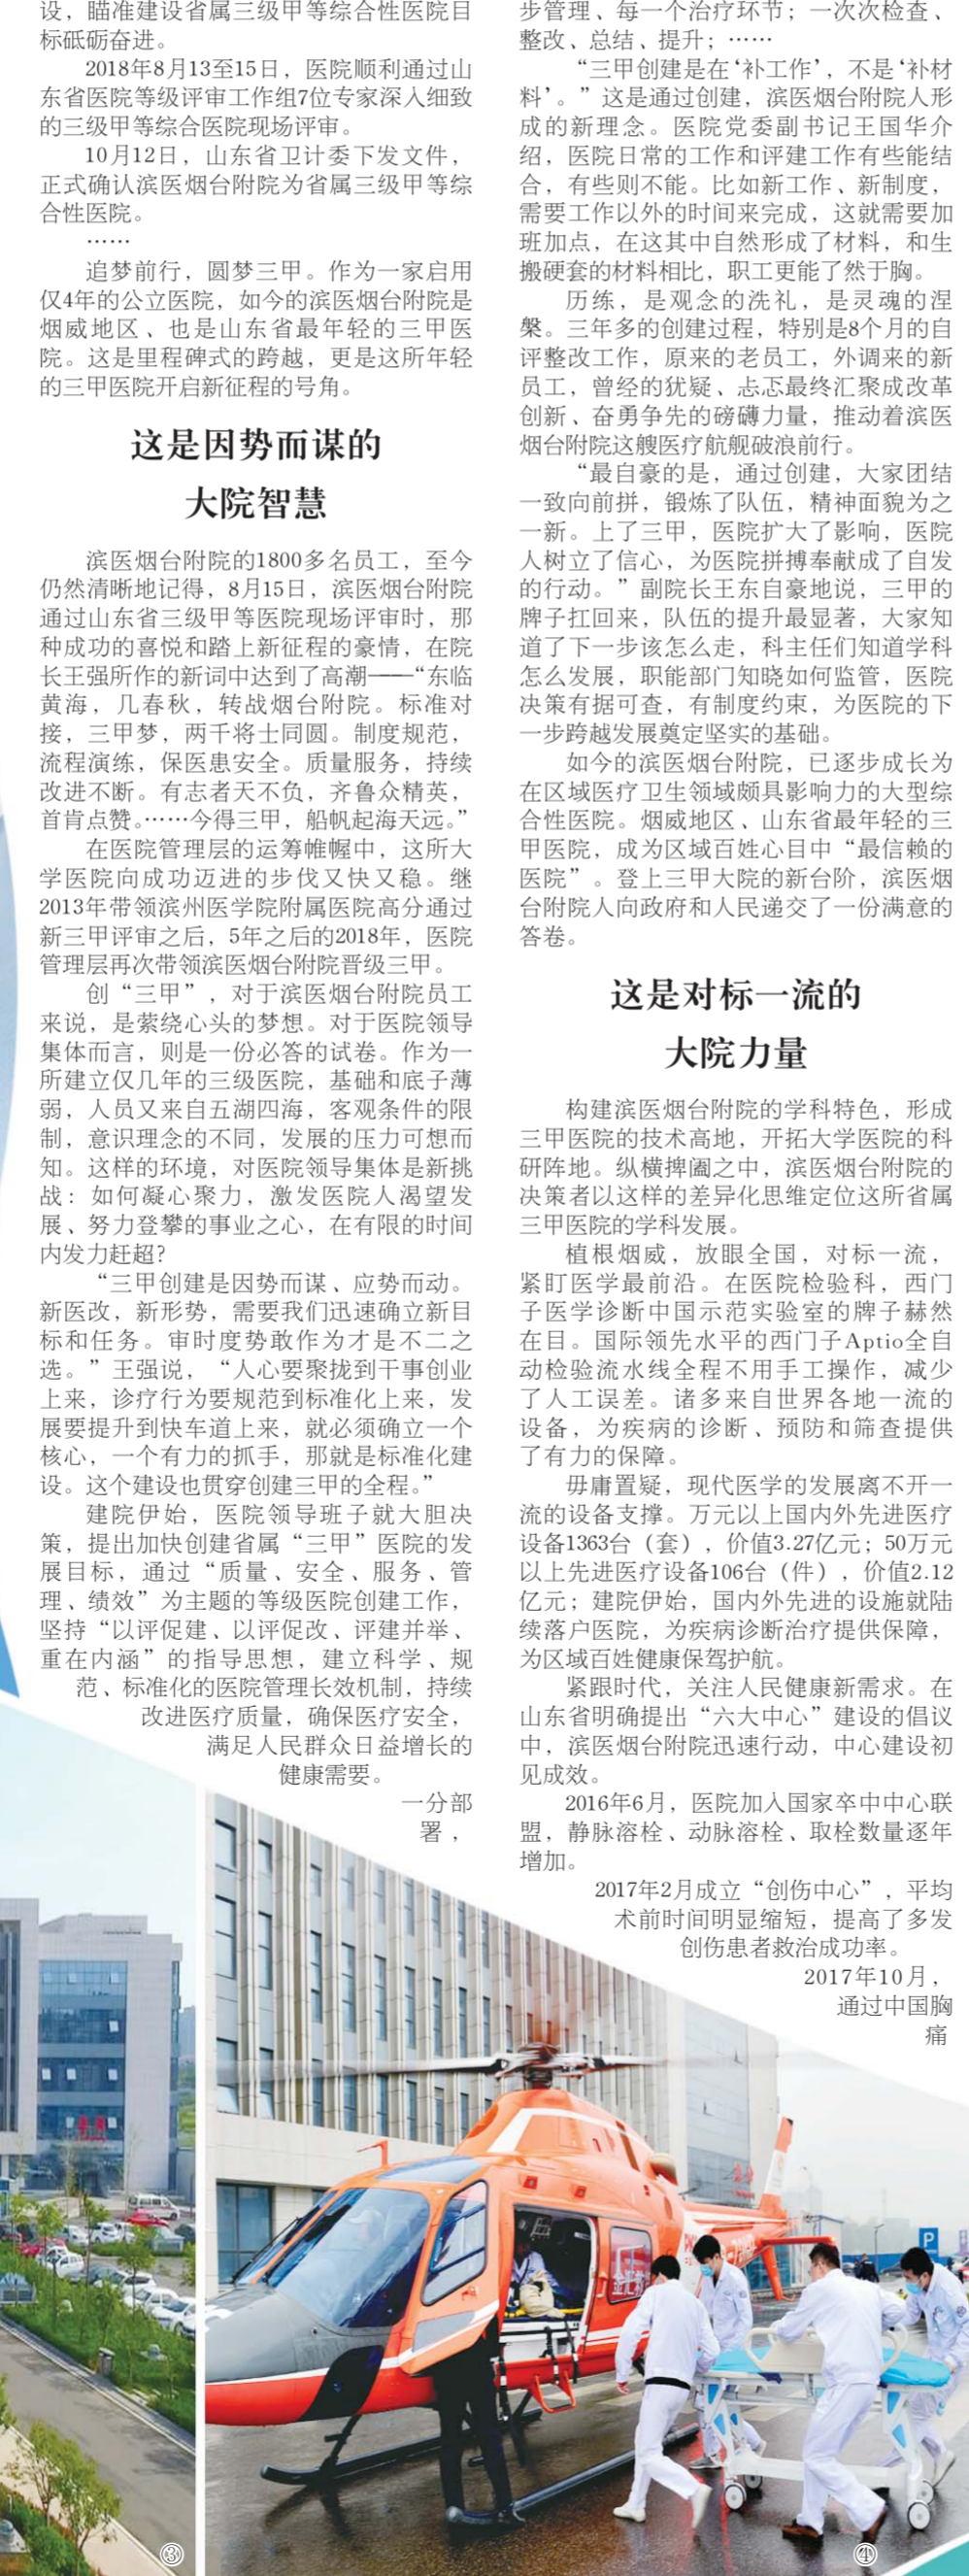 设，瞄准建设省属三级甲等综合性医院目
标砥砺奋进。
2018年8月13至15日，医院顺利通过山
东省医院等级评审工作组7位专家深入细致
的三级甲等综合医院现场评审。
10月12日，山东省卫计委下发文件，
正式确认滨医烟台附院为省属三级甲等综
合性医院。
……
追梦前行，圆梦三甲。作为一家启用
仅4年的公立医院，如今的滨医烟台附院是
烟威地区、也是山东省最年轻的三甲医
院。这是里程碑式的跨越，更是这所年轻
的三甲医院开启新征程的号角。
这是因势而谋的
大院智慧
滨医烟台附院的1800多名员工，至今
仍然清晰地记得，8月15日，滨医烟台附院
通过山东省三级甲等医院现场评审时，那
种成功的喜悦和踏上新征程的豪情，在院
长王强所作的新词中达到了高潮——“东临
黄海，几春秋，转战烟台附院。标准对
接，三甲梦，两千将士同圆。制度规范，
流程演练，保医患安全。质量服务，持续
改进不断。有志者天不负，齐鲁众精英，
首肯点赞。……今得三甲，船帆起海天远。”
在医院管理层的运筹帷幄中，这所大
学医院向成功迈进的步伐又快又稳。继
2013年带领滨州医学院附属医院高分通过
新三甲评审之后，5年之后的2018年，医院
管理层再次带领滨医烟台附院晋级三甲。
创“三甲”，对于滨医烟台附院员工
来说，是萦绕心头的梦想。对于医院领导
集体而言，则是一份必答的试卷。作为一
所建立仅几年的三级医院，基础和底子薄
弱，人员又来自五湖四海，客观条件的限
制，意识理念的不同，发展的压力可想而
知。这样的环境，对医院领导集体是新挑
战：如何凝心聚力，激发医院人渴望发
展、努力登攀的事业之心，在有限的时间
内发力赶超？
“三甲创建是因势而谋、应势而动。
新医改，新形势，需要我们迅速确立新目
标和任务。审时度势敢作为才是不二之
选。”王强说，“人心要聚拢到干事创业
上来，诊疗行为要规范到标准化上来，发
展要提升到快车道上来，就必须确立一个
核心，一个有力的抓手，那就是标准化建
设。这个建设也贯穿创建三甲的全程。”
建院伊始，医院领导班子就大胆决
策，提出加快创建省属“三甲”医院的发
展目标，通过“质量、安全、服务、管
理、绩效”为主题的等级医院创建工作，
坚持“以评促建、以评促改、评建并举、
重在内涵”的指导思想，建立科学、规
范、标准化的医院管理长效机制，持续
改进医疗质量，确保医疗安全，
满足人民群众日益增长的
健康需要。
一分部
署，
步管理、每一个治疗环节；一次次检查、
整改、总结、提升；……
“三甲创建是在‘补工作’，不是‘补材
料’。”这是通过创建，滨医烟台附院人形
成的新理念。医院党委副书记王国华介
绍，医院日常的工作和评建工作有些能结
合，有些则不能。比如新工作、新制度，
需要工作以外的时间来完成，这就需要加
班加点，在这其中自然形成了材料，和生
搬硬套的材料相比，职工更能了然于胸。
历练，是观念的洗礼，是灵魂的涅
槃。三年多的创建过程，特别是8个月的自
评整改工作，原来的老员工，外调来的新
员工，曾经的犹疑、忐忑最终汇聚成改革
创新、奋勇争先的磅礴力量，推动着滨医
烟台附院这艘医疗航舰破浪前行。
“最自豪的是，通过创建，大家团结
一致向前拼，锻炼了队伍，精神面貌为之
一新。上了三甲，医院扩大了影响，医院
人树立了信心，为医院拼搏奉献成了自发
的行动。”副院长王东自豪地说，三甲的
牌子扛回来，队伍的提升最显著，大家知
道了下一步该怎么走，科主任们知道学科
怎么发展，职能部门知晓如何监管，医院
决策有据可查，有制度约束，为医院的下
一步跨越发展奠定坚实的基础。
如今的滨医烟台附院，已逐步成长为
在区域医疗卫生领域颇具影响力的大型综
合性医院。烟威地区、山东省最年轻的三
甲医院，成为区域百姓心目中“最信赖的
医院”。登上三甲大院的新台阶，滨医烟
台附院人向政府和人民递交了一份满意的
答卷。
这是对标一流的
大院力量
构建滨医烟台附院的学科特色，形成
三甲医院的技术高地，开拓大学医院的科
研阵地。纵横捭阖之中，滨医烟台附院的
决策者以这样的差异化思维定位这所省属
三甲医院的学科发展。
植根烟威，放眼全国，对标一流，
紧盯医学最前沿。在医院检验科，西门
子医学诊断中国示范实验室的牌子赫然
在目。国际领先水平的西门子Aptio全自
动检验流水线全程不用手工操作，减少
了人工误差。诸多来自世界各地一流的
设备，为疾病的诊断、预防和筛查提供
了有力的保障。
毋庸置疑，现代医学的发展离不开一
流的设备支撑。万元以上国内外先进医疗
设备1363台（套），价值3.27亿元；50万元
以上先进医疗设备106台（件），价值2.12
亿元；建院伊始，国内外先进的设施就陆
续落户医院，为疾病诊断治疗提供保障，
为区域百姓健康保驾护航。
紧跟时代，关注人民健康新需求。在
山东省明确提出“六大中心”建设的倡议
中，滨医烟台附院迅速行动，中心建设初
见成效。
2016年6月，医院加入国家卒中中心联
盟，静脉溶栓、动脉溶栓、取栓数量逐年
增加。
2017年2月成立“创伤中心”，平均
术前时间明显缩短，提高了多发
创伤患者救治成功率。
2017年10月，
通过中国胸
痛
P
③
④